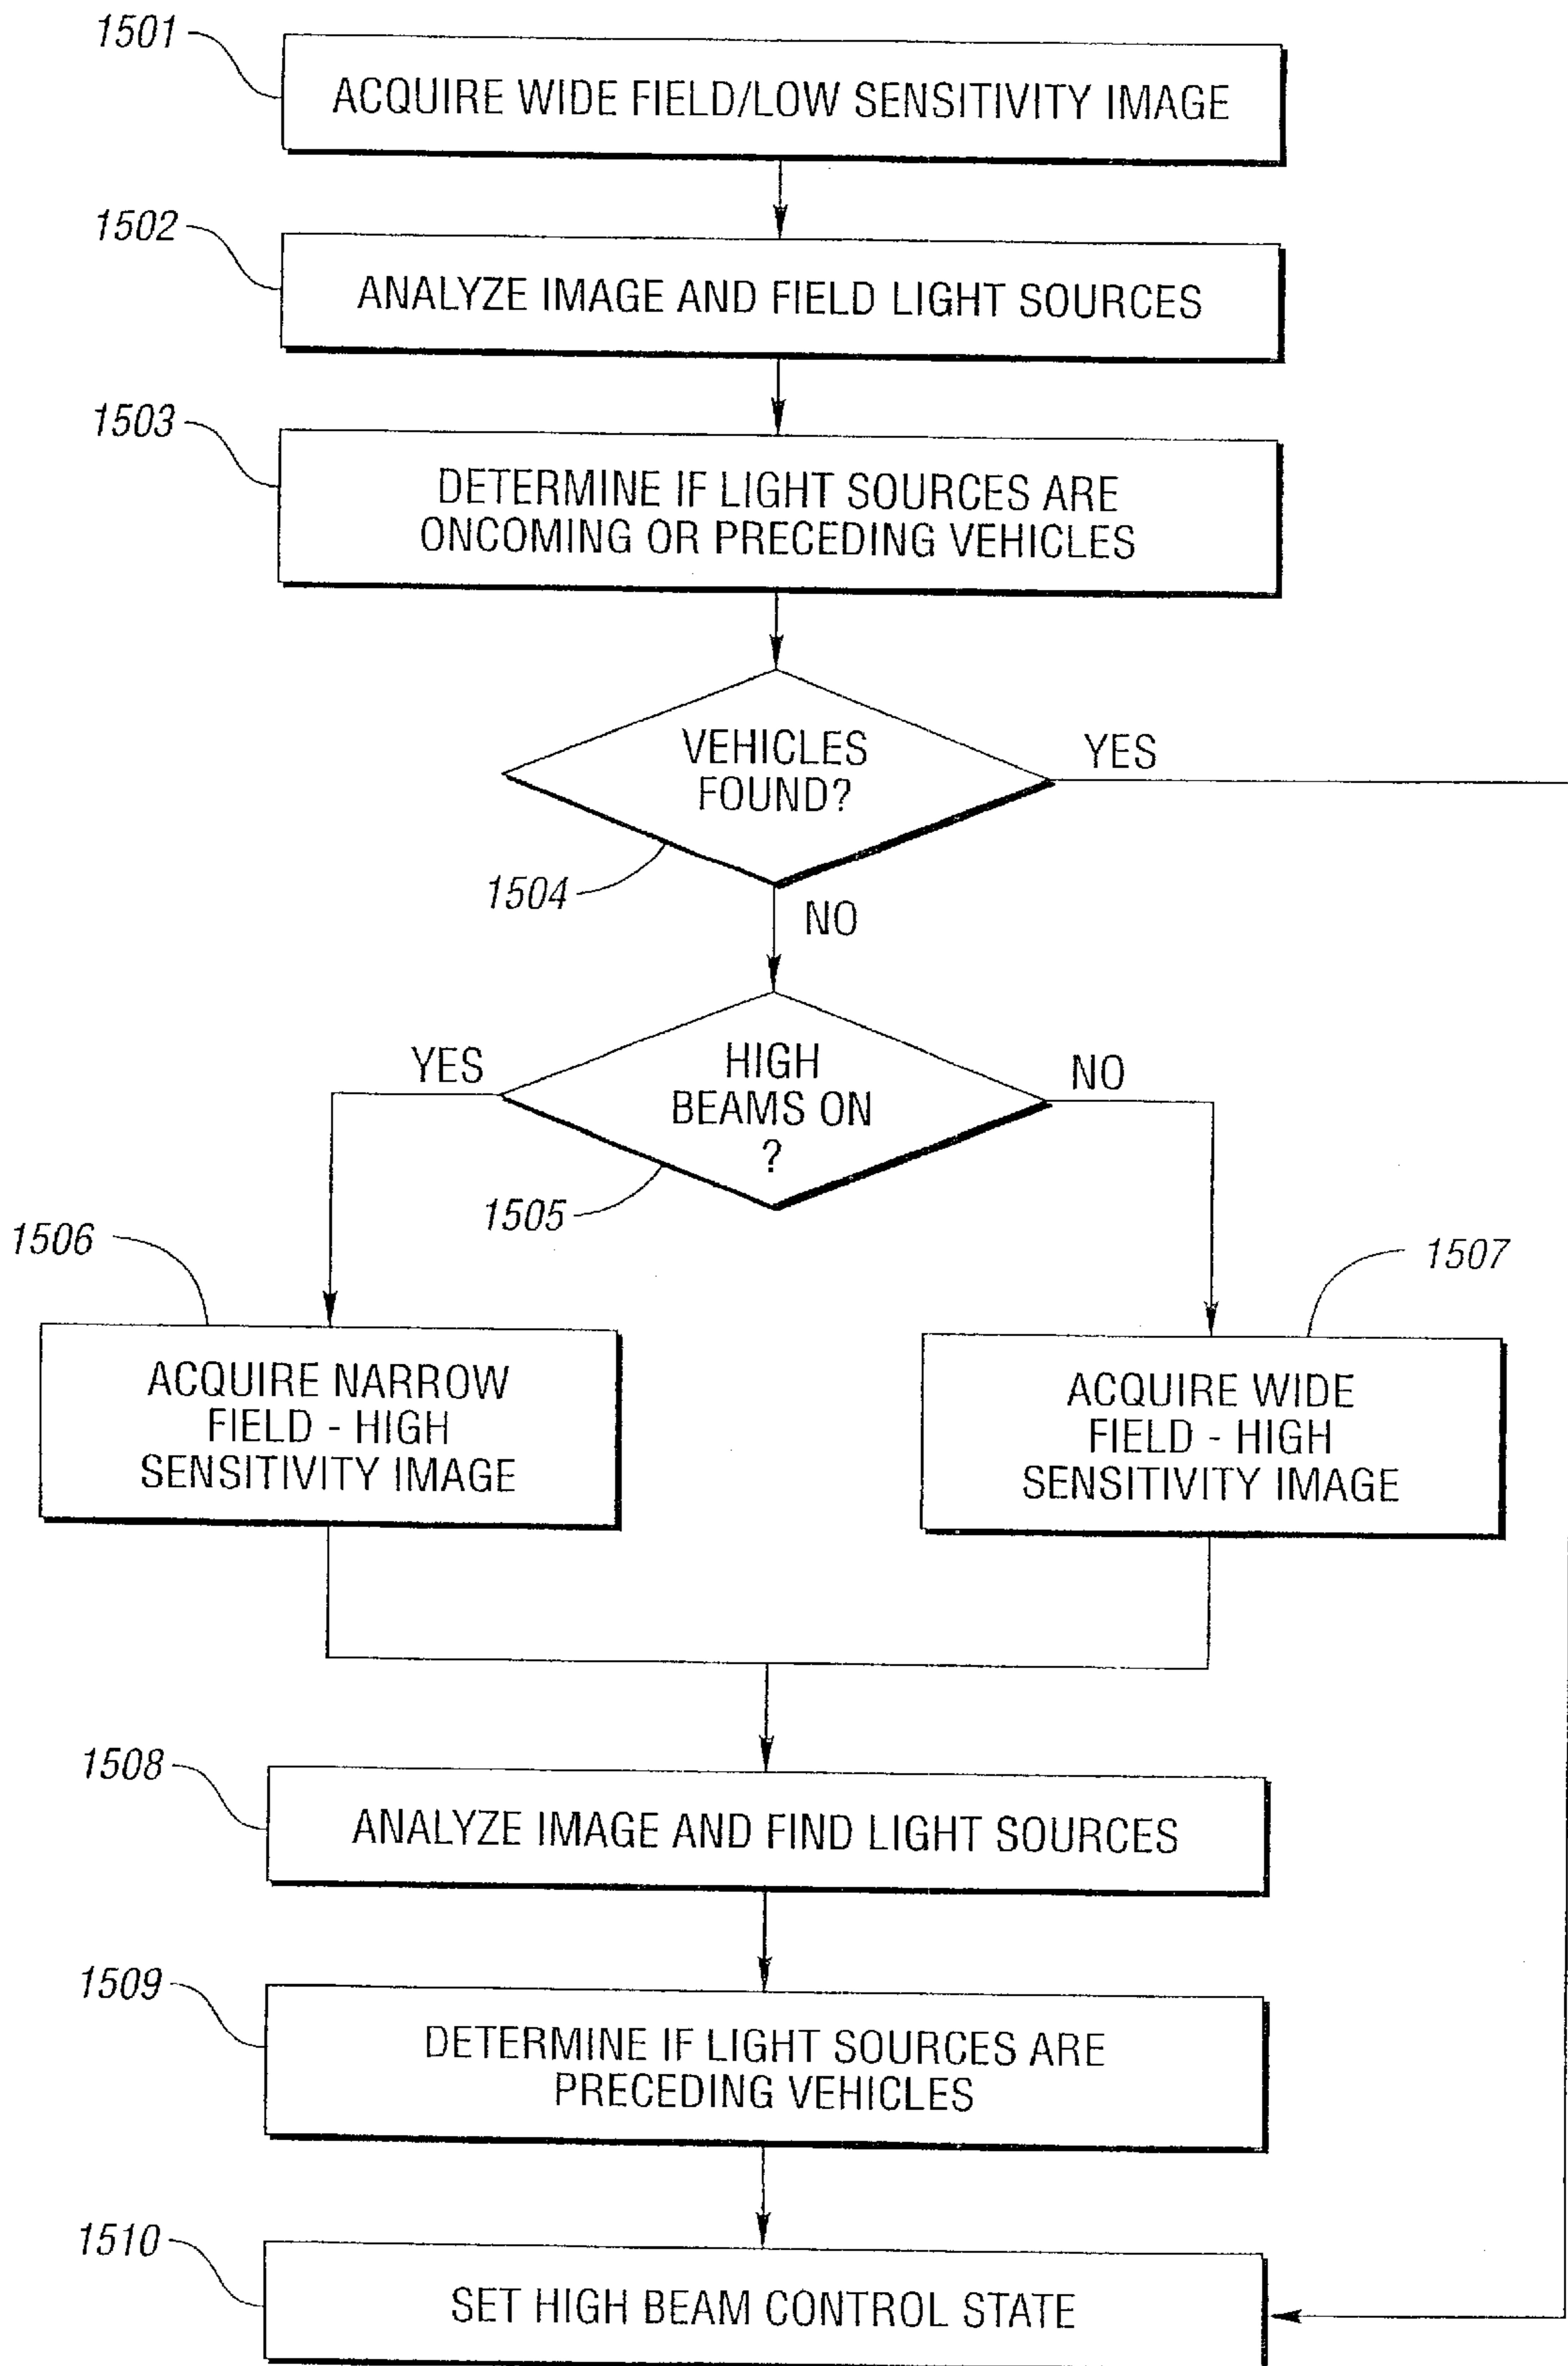 1501
ACQUIRE WIDE FIELD/LOW SENSITIVITY IMAGE
1502
ANALYZE IMAGE AND FIELD LIGHT SOURCES
1503
DETERMINE IF LIGHT SOURCES ARE
ONCOMING OR PRECEDING VEHICLES
VEHICLES
FOUND?
YES
1504
NO
YES
HIGH
BEAMS ON
?
NO
1505
1506
1507
ACQUIRE NARROW
FIELD - HIGH
SENSITIVITY IMAGE
ACQUIRE WIDE
FIELD - HIGH
SENSITIVITY IMAGE
1508
ANALYZE IMAGE AND FIND LIGHT SOURCES
1509
DETERMINE IF LIGHT SOURCES ARE
PRECEDING VEHICLES
1510
SET HIGH BEAM CONTROL STATE